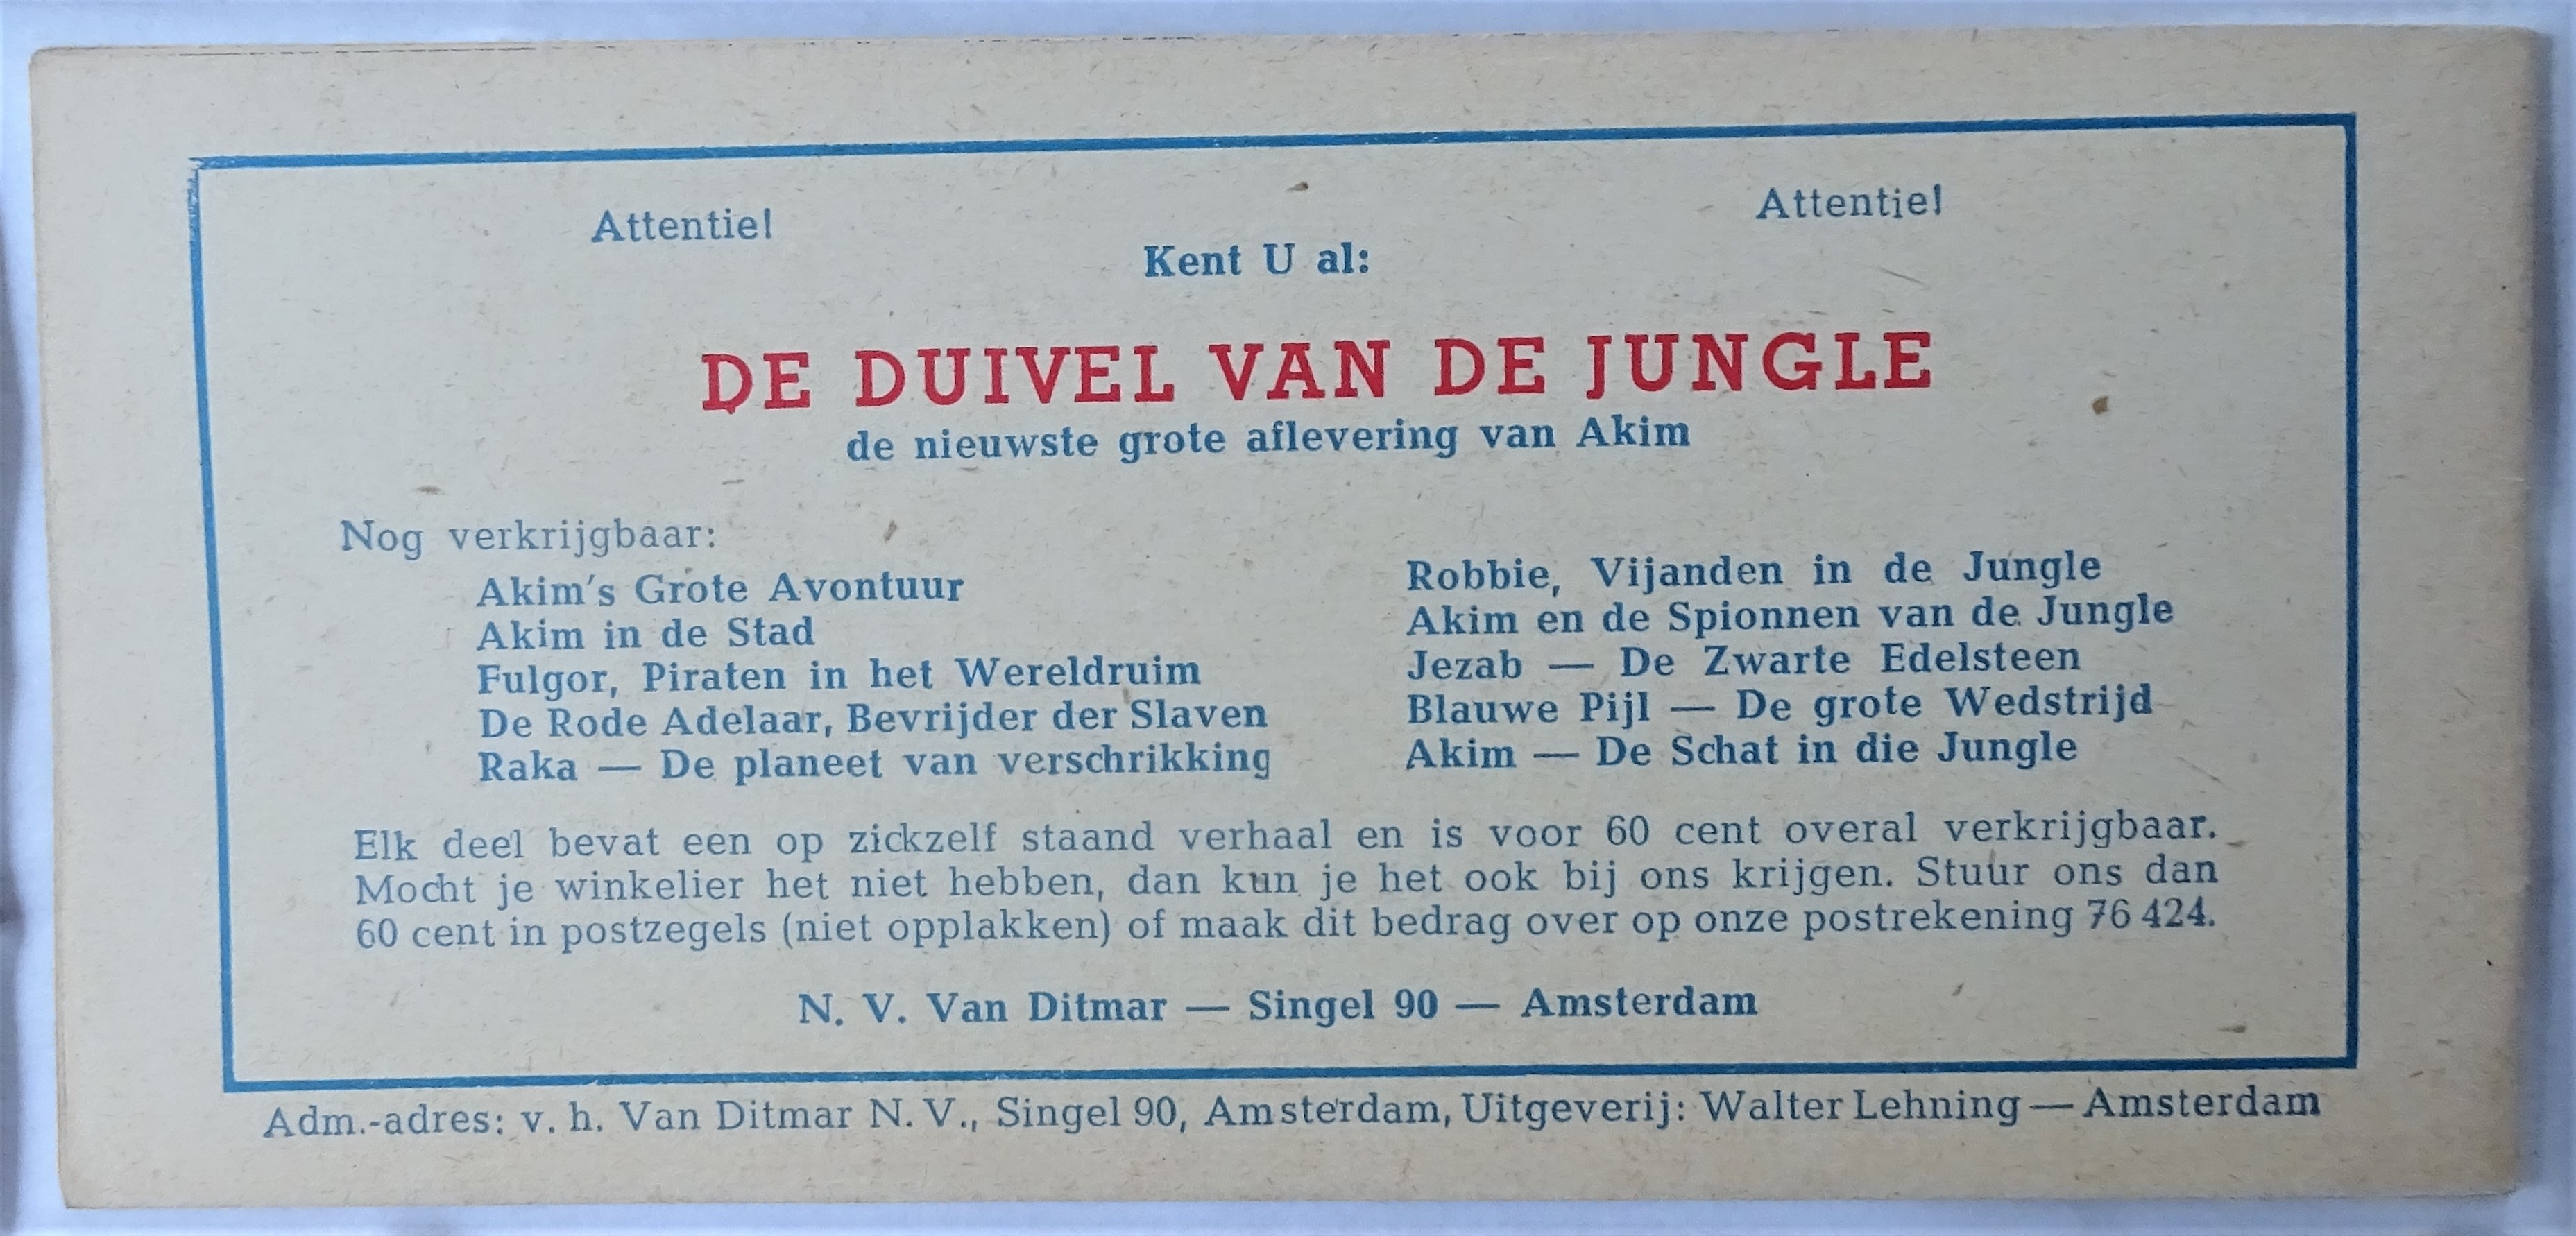 Attentie! Attentie!
Kent U al:
DE DUIVEL VAN DE JUNGLE
de nieuwste grote aflevering van Akim
Nog verkrijgbaar:
Akim's Grote Avontuur
Akim in de Stad
Fulgor, Piraten in het Wereldruim
De Rode Adelaar, Bevrijder der Slaven
Raka — De planeet van verschrikking
Robbie, Vijanden in de Jungle
Akim en de Spionnen van de Jungle
Jezab — De Zwarte Edelsteen
Blauwe Pijl — De grote Wedstrijd
Akim — De Schat in die Jungle
Elk deel bevat een op zickzelf staand verhaal en is voor 60 cent overal verkrijgbaar.
Mocht je winkelier het niet hebben, dan kun je het ook bij ons krijgen. Stuur ons dan
60 cent in postzegels (niet opplakken) of maak dit bedrag over op onze postrekening 76 424.
N. V. Van Ditmar — Singel 90 — Amsterdam
Adm.-adres: v. h. Van Ditmar N. V., Singel 90, Amsterdam, Uitgeverij: Walter Lehning — Amsterdam